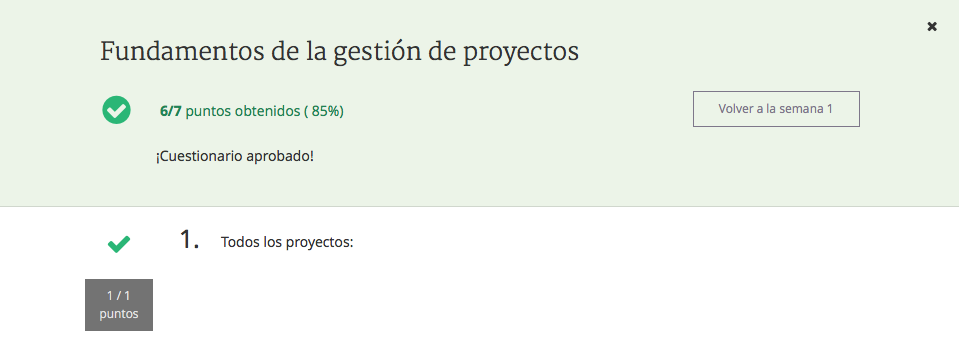 Fundamentos de la gestión de proyectos
6/7 puntos obtenidos ( 85%)
Volver a la semana 1
¡Cuestionario aprobado!
1. Todos los proyectos:
1 / 1
puntos